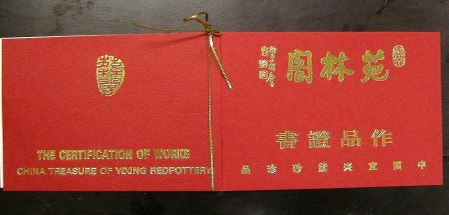 THE CERTIFICATION OF WORKS
CHINA TREASURE OF YOUNG REDPOTTERY
苑林閣
作品證書
中國宜興紫砂珍品